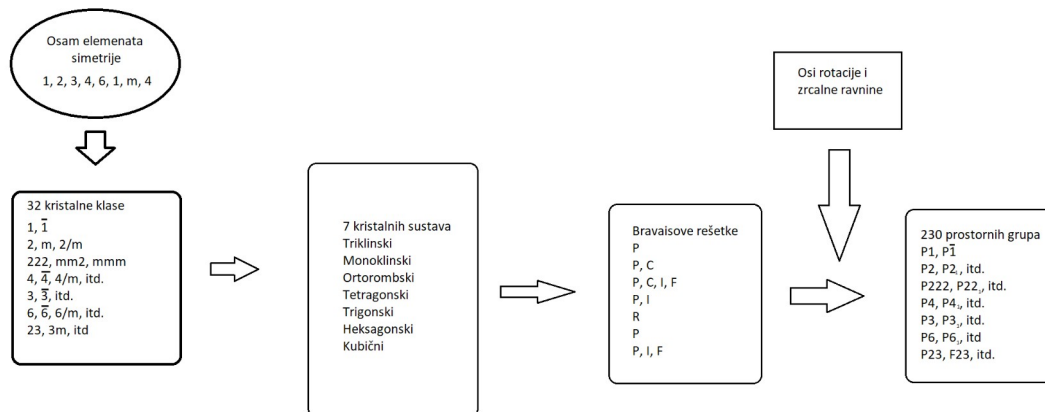 Osam elemenata
simetrije
1, 2, 3, 4, 6, 1, m, 4
32 kristalne klase
1, 1̅
2, m, 2/m
222, mm2, mmm
4, 4̅, 4/m, itd.
3, 3̅, itd.
6, 6̅, 6/m, itd.
23, 3m, itd
7 kristalnih sustava
Triklinski
Monoklinski
Ortorombski
Tetragonski
Trigonski
Heksagonski
Kubični
Bravaisove rešetke
P
P, C
P, C, I, F
P, I
R
P
P, I, F
Osi rotacije i
zrcalne ravnine
230 prostornih grupa
P1, P1̅
P2, P2₁, itd.
P222, P22₁, itd.
P4, P4₁, itd.
P3, P3₁, itd.
P6, P6₁, itd
P23, F23, itd.